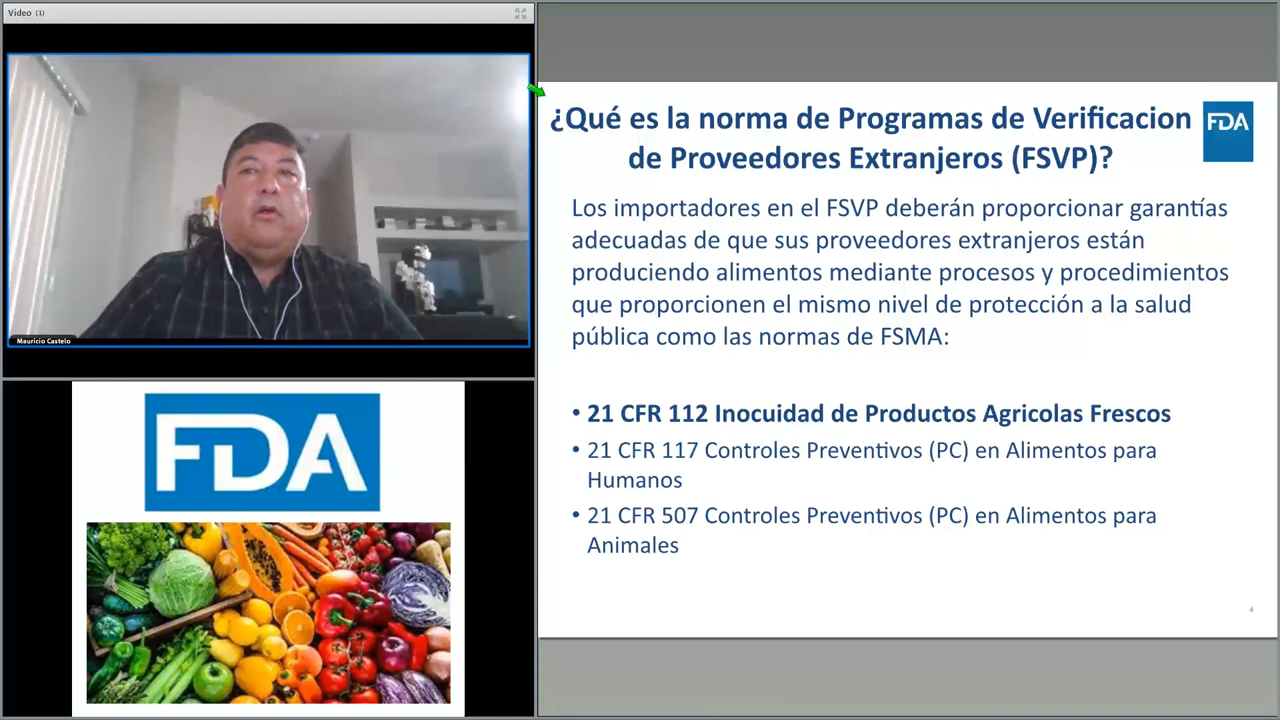 Video (1)
Mauricio Castelo
FDA
¿Qué es la norma de Programas de Verificacion
de Proveedores Extranjeros (FSVP)?
FDA
Los importadores en el FSVP deberán proporcionar garantías
adecuadas de que sus proveedores extranjeros están
produciendo alimentos mediante procesos y procedimientos
que proporcionen el mismo nivel de protección a la salud
pública como las normas de FSMA:
• 21 CFR 112 Inocuidad de Productos Agricolas Frescos
• 21 CFR 117 Controles Preventivos (PC) en Alimentos para
Humanos
• 21 CFR 507 Controles Preventivos (PC) en Alimentos para
Animales
4